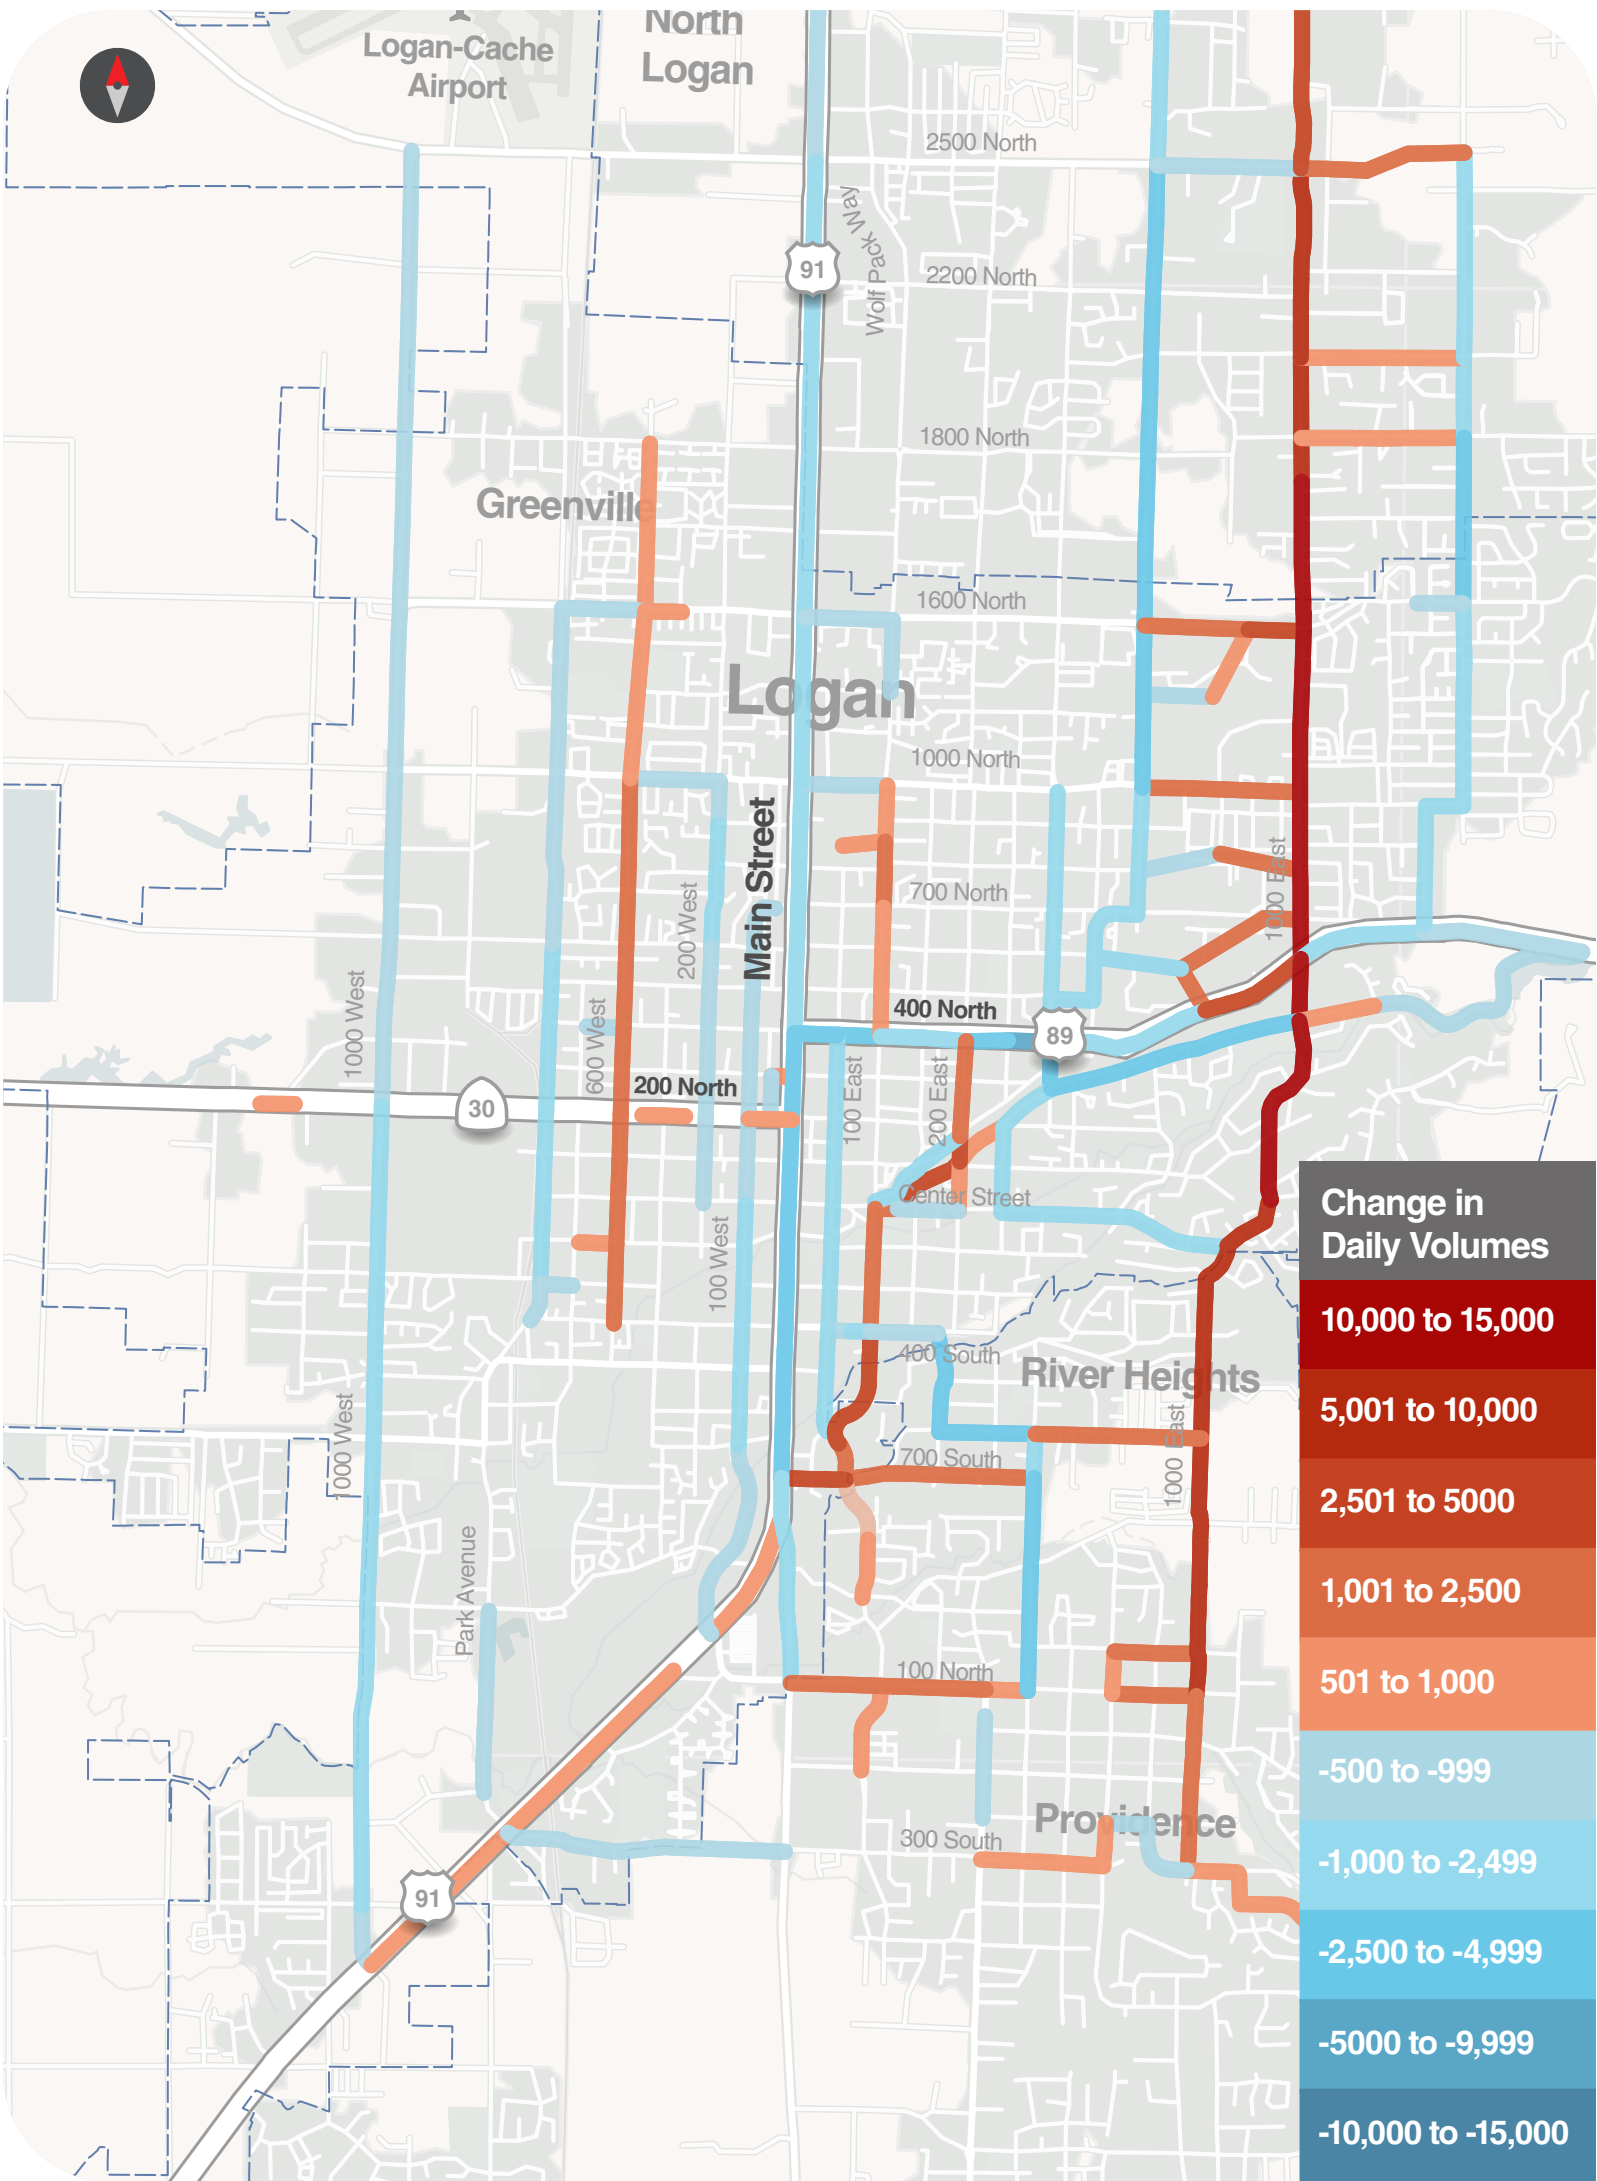 North
Logan
Logan-Cache
Airport
2500 North
91
Wolf Pack Way
2200 North
1800 North
Greenville
1600 North
Logan
1000 North
Main Street
1000 East
200 West
700 North
1000 West
600 West
400 North
89
200 North
30
100 East
200 East
Center Street
100 West
400 South
River Heights
1000 West
1000 East
700 South
Park Avenue
100 North
Providence
300 South
91
Change in
Daily Volumes
10,000 to 15,000
5,001 to 10,000
2,501 to 5000
1,001 to 2,500
501 to 1,000
-500 to -999
-1,000 to -2,499
-2,500 to -4,999
-5000 to -9,999
-10,000 to -15,000